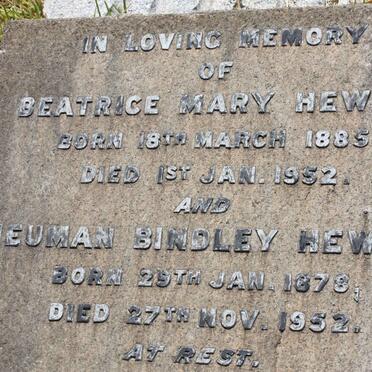 IN LOVING MEMORY
OF
BEATRICE MARY HEW
BORN 18TH MARCH 1885
DIED 1ST JAN. 1952.
AND
EUMAN BINDLEY HEW
BORN 29TH JAN. 1878,
DIED 27TH NOV. 1952.
AT REST.